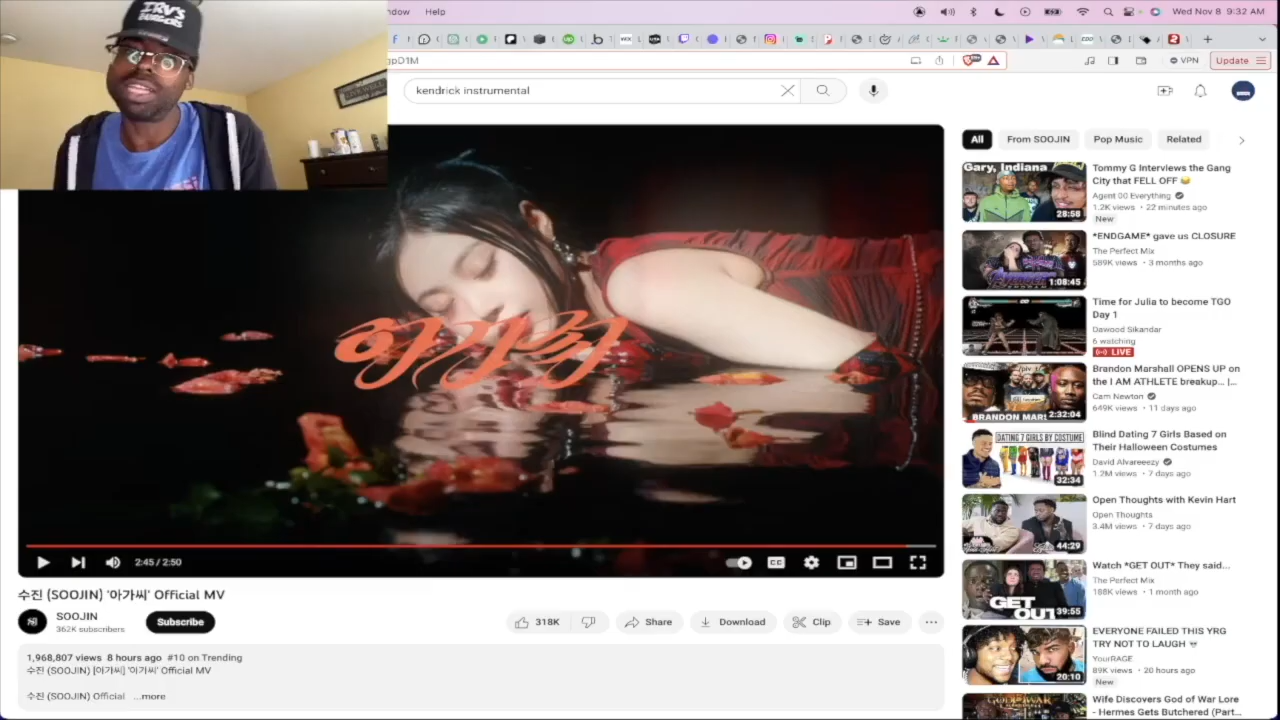 IRV'S
BURGERS
ndow Help
Wed Nov 8 9:32 AM
gpD1M
VPN
Update
kendrick instrumental
All
From SOOJIN
Pop Music
Related
아가씨
2:45 / 2:50
수진 (SOOJIN) '아가씨' Official MV
SOOJIN
362K subscribers
Subscribe
318K
Share
Download
Clip
Save
1,968,807 views 8 hours ago #10 on Trending
수진 (SOOJIN) [아가씨] '아가씨' Official MV
수진 (SOOJIN) Official ...more
Gary, Indiana
28:58
Tommy G Interviews the Gang
City that FELL OFF 😂
Agent 00 Everything
1.2K views • 22 minutes ago
New
1:08:45
*ENDGAME* gave us CLOSURE
The Perfect Mix
589K views • 3 months ago
Time for Julia to become TGO
Day 1
Dawood Sikandar
6 watching
LIVE
BRANDON MARS
2:32:04
Brandon Marshall OPENS UP on
the I AM ATHLETE breakup... |...
Cam Newton
649K views • 11 days ago
DATING 7 GIRLS BY COSTUME
32:34
Blind Dating 7 Girls Based on
Their Halloween Costumes
David Alvareeezy
1.2M views • 7 days ago
44:29
Open Thoughts with Kevin Hart
Open Thoughts
3.4M views • 7 days ago
GET
OUT
39:55
Watch *GET OUT* They said...
The Perfect Mix
188K views • 1 month ago
20:10
EVERYONE FAILED THIS YRG
TRY NOT TO LAUGH 💀
YourRAGE
89K views • 20 hours ago
New
GOD OF WAR
Wife Discovers God of War Lore
- Hermes Gets Butchered (Part...